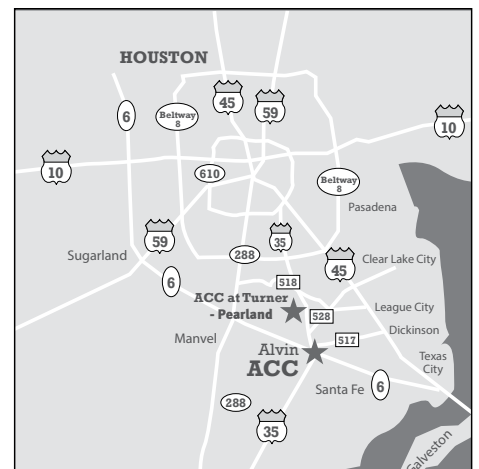 HOUSTON
45
59
6
Beltway
8
10
10
610
Beltway
8
Pasadena
59
35
Sugarland
288
Clear Lake City
45
6
518
ACC at Turner
- Pearland
League City
528
Dickinson
Manvel
517
Alvin
ACC
Texas
City
Santa Fe
6
288
35
Galveston